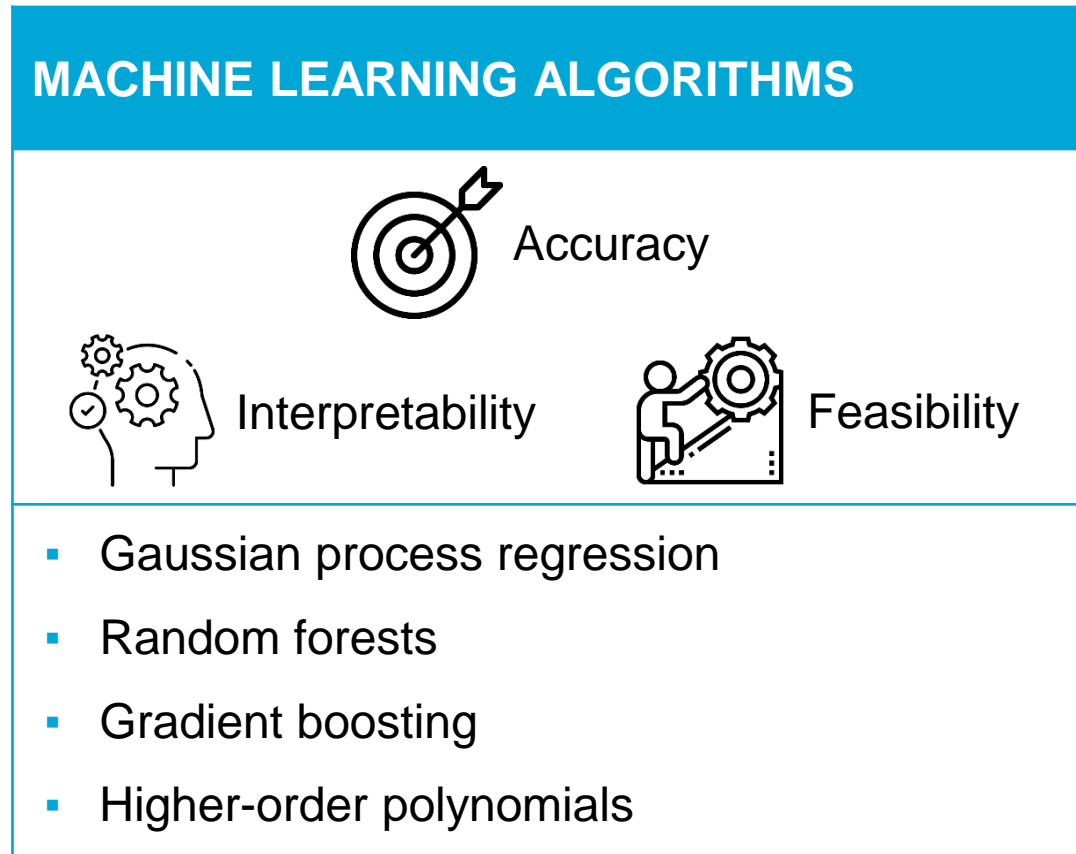 MACHINE LEARNING ALGORITHMS
Accuracy
Interpretability
Feasibility
▪ Gaussian process regression
▪ Random forests
▪ Gradient boosting
▪ Higher-order polynomials